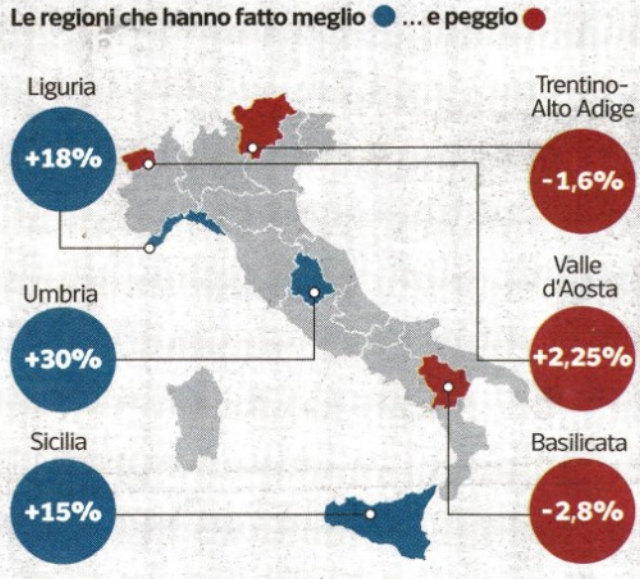 Le regioni che hanno fatto meglio ... e peggio
Liguria
+18%
Umbria
+30%
Sicilia
+15%
Trentino-
Alto Adige
-1,6%
Valle
d'Aosta
+2,25%
Basilicata
-2,8%